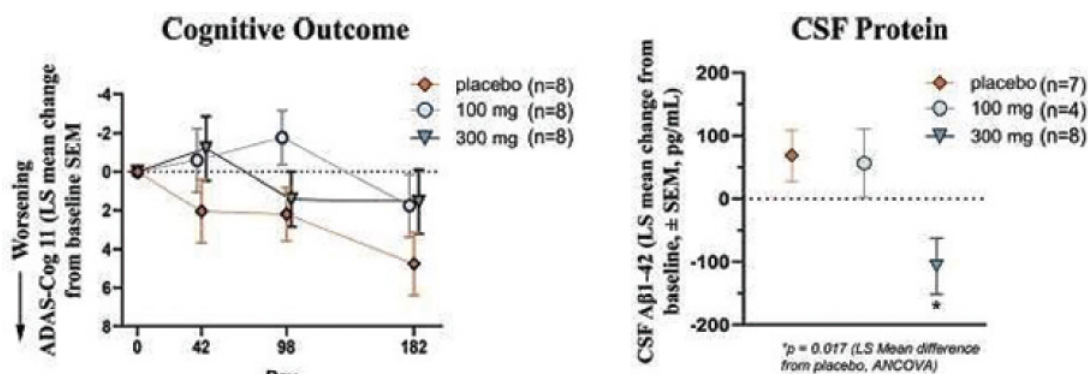 Cognitive Outcome
Worsening
ADAS-Cog 11 (LS mean change
from baseline SEM
-4
-2
0
2
4
6
8
0 42 98 182
placebo (n=8)
100 mg (n=8)
300 mg (n=8)
CSF Protein
CSF Aβ1-42 (LS mean change from
baseline, ± SEM, pg/mL)
200
100
0
-100
-200
placebo (n=7)
100 mg (n=4)
300 mg (n=8)
*
*p = 0.017 (LS Mean difference
from placebo, ANCOVA)